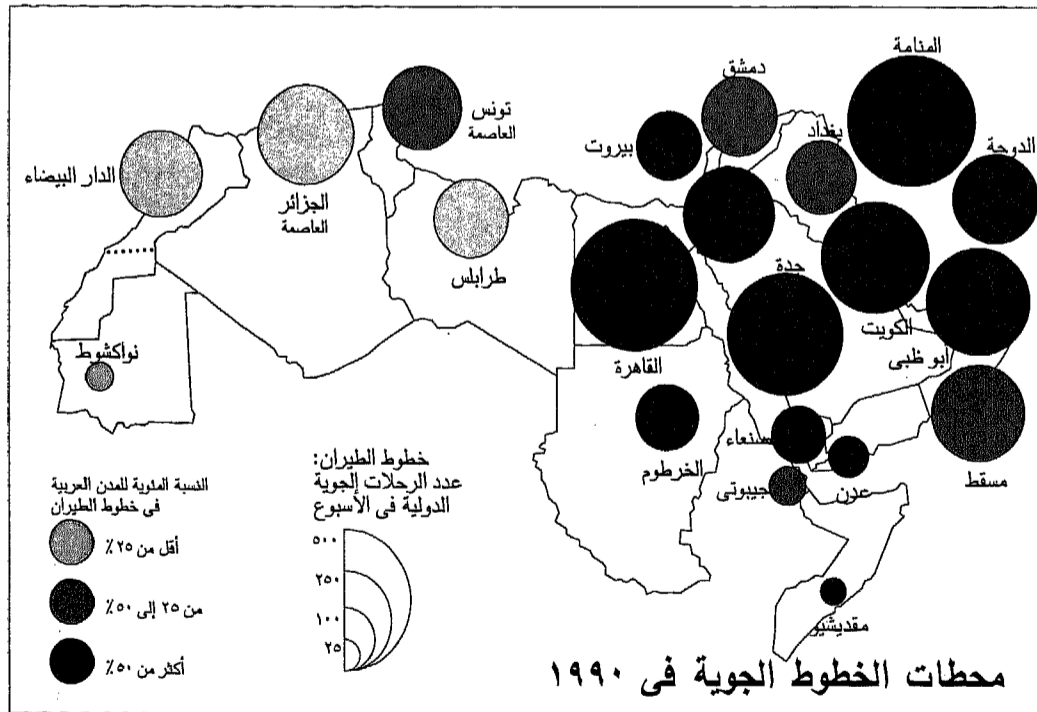 المنامة
دمشق
تونس
العاصمة
بغداد
بيروت
الدوحة
الدار البيضاء
الجزائر
العاصمة
طرابلس
جدة
الكويت
أبو ظبى
القاهرة
نواكشوط
صنعاء
الخرطوم
جيبوتى
عدن
مسقط
مقديشيو
النسبة المئوية للمدن العربية
فى خطوط الطيران
أقل من ٢٥٪
من ٢٥ إلى ٥٠٪
أكثر من ٥٠٪
خطوط الطيران:
عدد الرحلات الجوية
الدولية فى الأسبوع
٥٠٠
٢٥٠
١٠٠
٢٥
محطات الخطوط الجوية فى ١٩٩٠